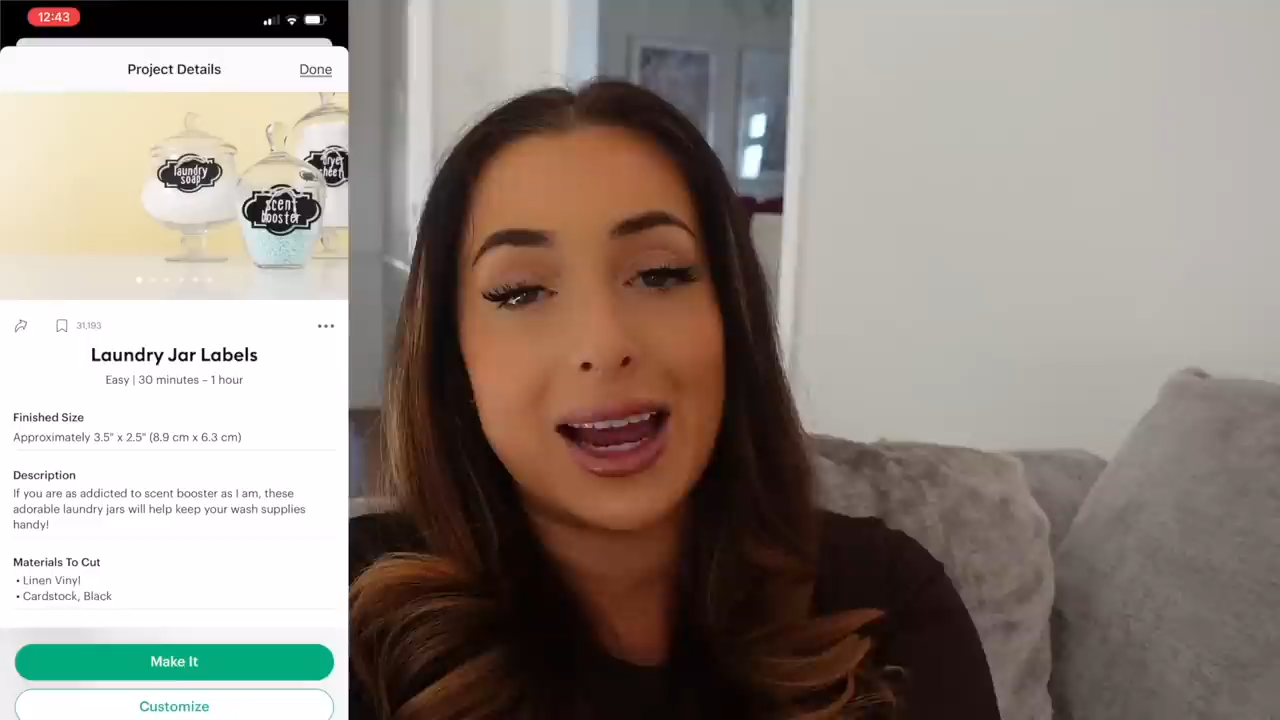 12:43
Project Details
Done
laundry
soap
scent
booster
dryer
sheet
31,193
Laundry Jar Labels
Easy | 30 minutes – 1 hour
Finished Size
Approximately 3.5" x 2.5" (8.9 cm x 6.3 cm)
Description
If you are as addicted to scent booster as I am, these
adorable laundry jars will help keep your wash supplies
handy!
Materials To Cut
• Linen Vinyl
• Cardstock, Black
Make It
Customize